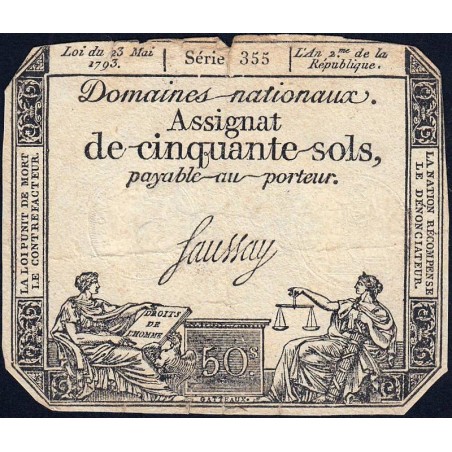 Loi du 23 Mai
1793.
Série 355
L'An 2.me de la
République.
Domaines nationaux.
Assignat
de cinquante sols,
payable au porteur.
Saussay
LA LOI PUNIT DE MORT
LE CONTREFACTEUR.
LA NATION RÉCOMPENSE
LE DÉNONCIATEUR.
DROITS
DE
L'HOMME
50s
GATTEAUX